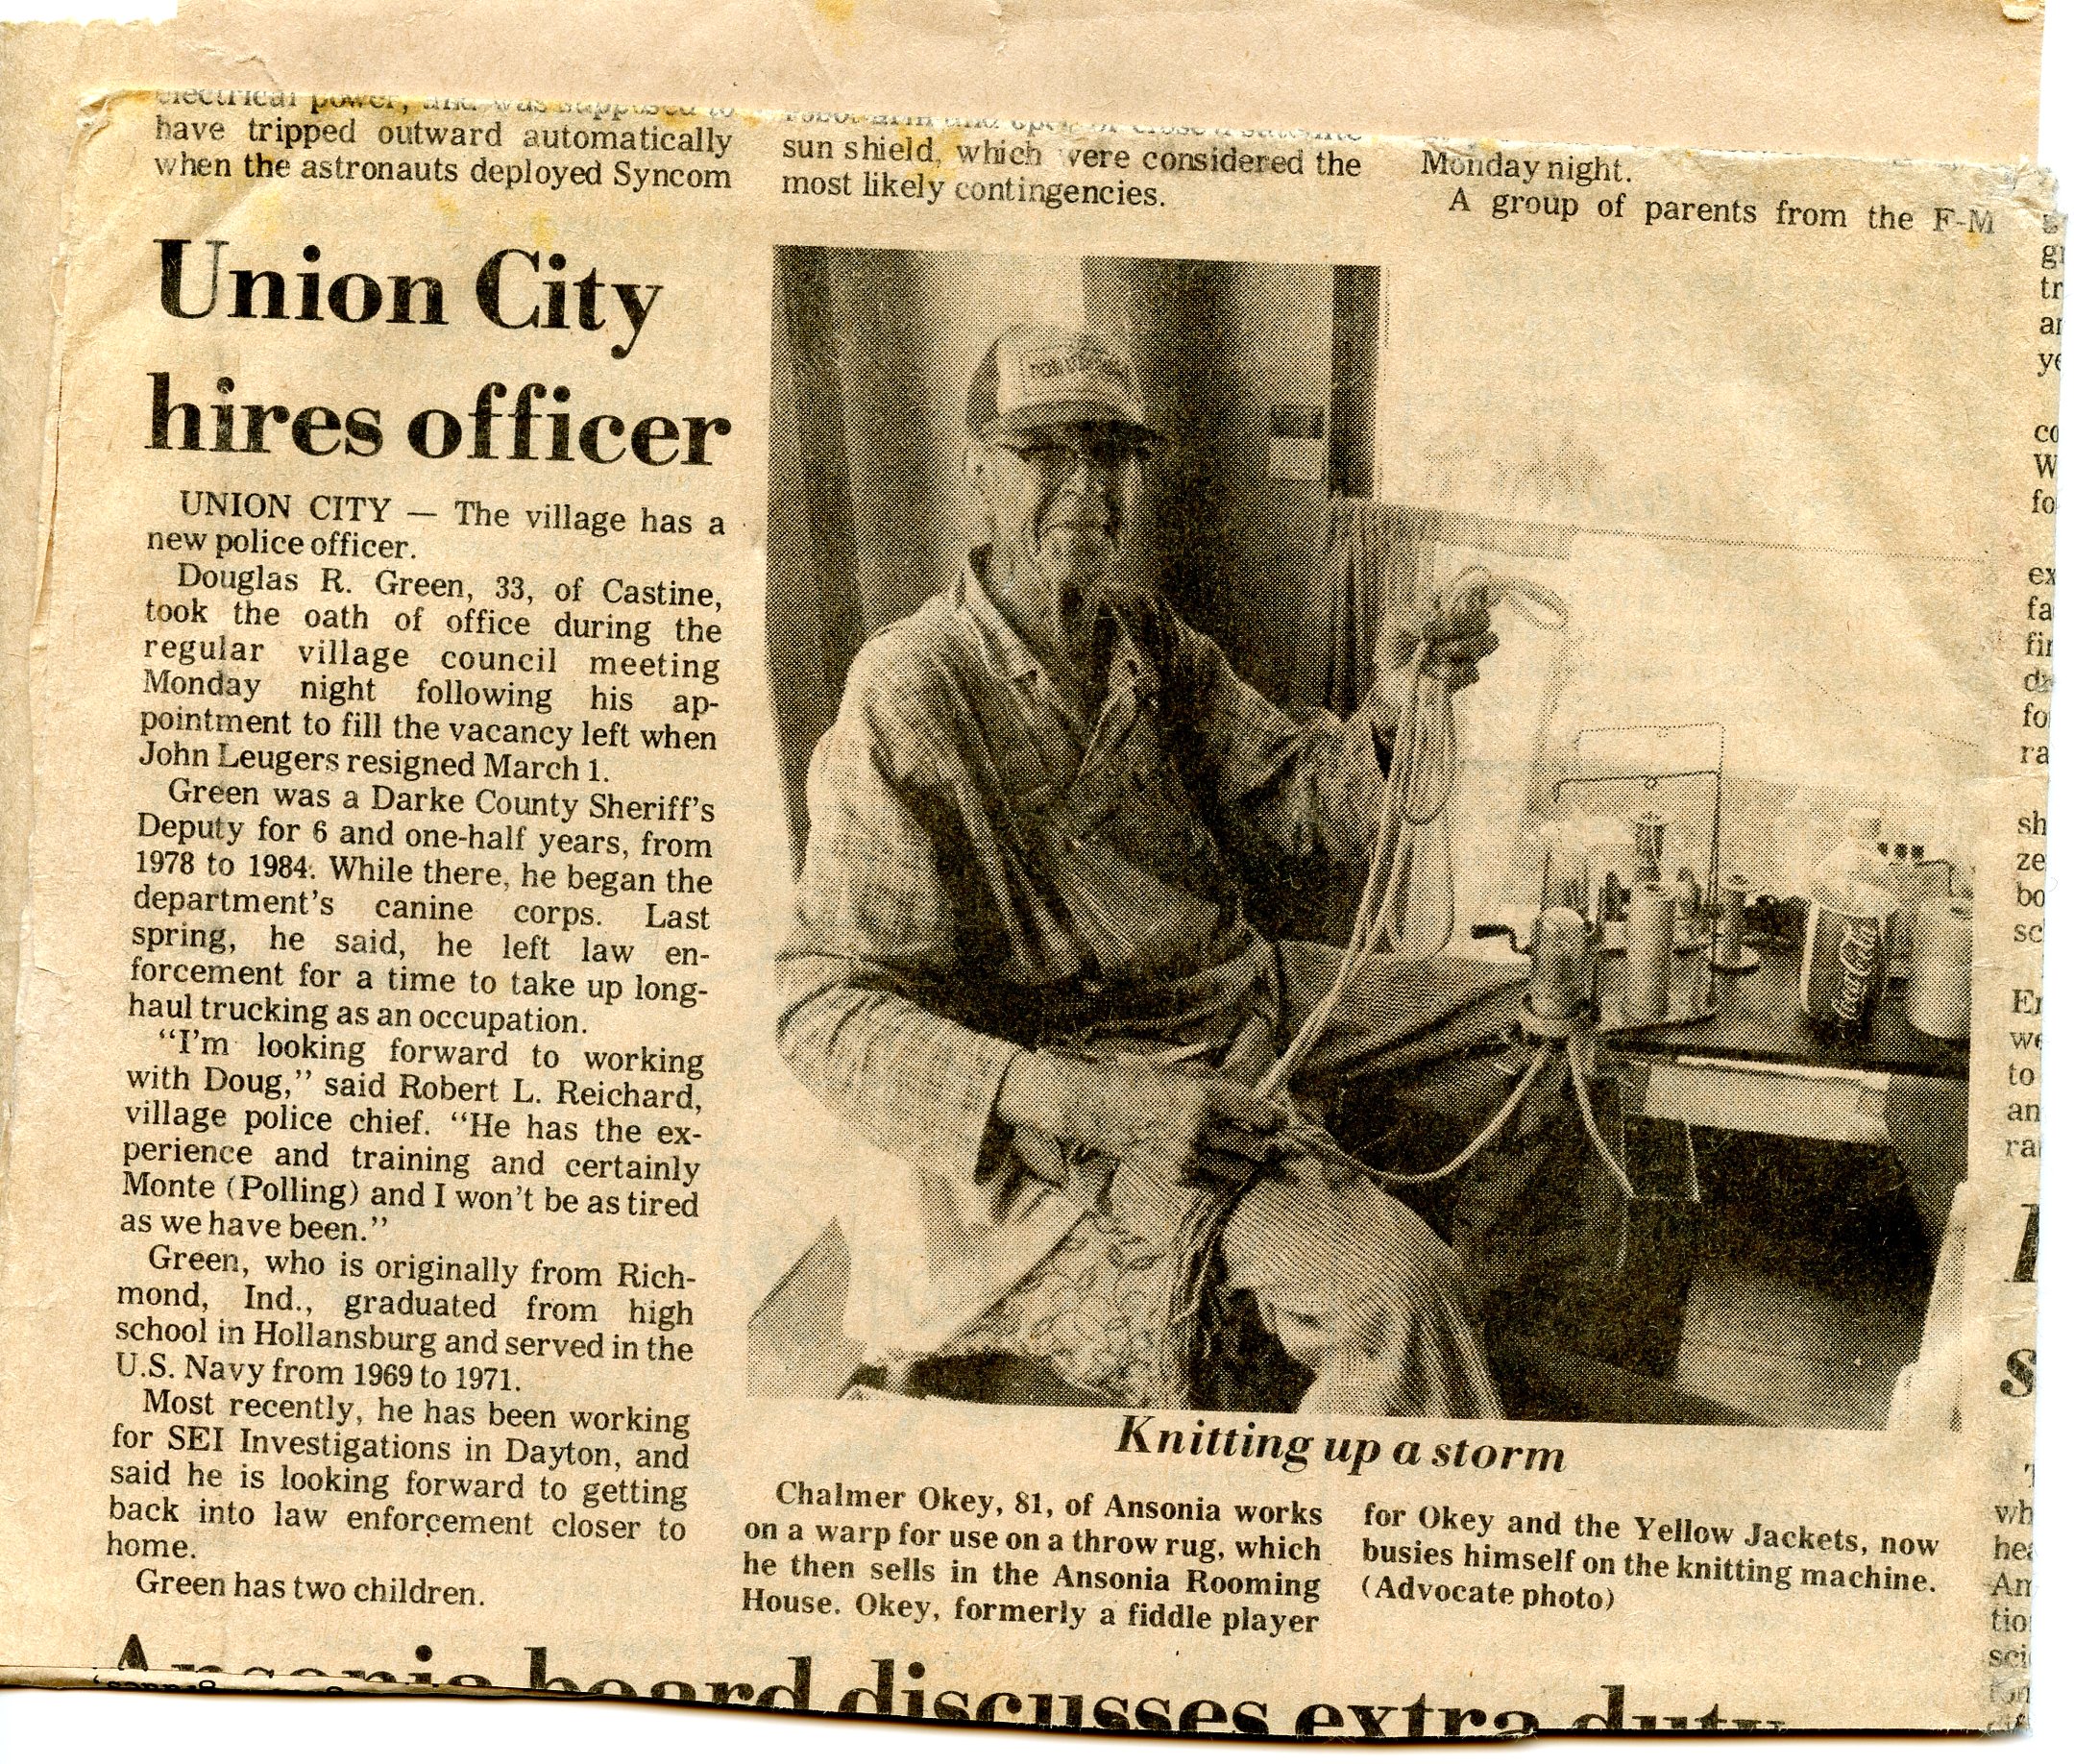 electrical power, and was supposed to
have tripped outward automatically
when the astronauts deployed Syncom
sun shield, which were considered the
most likely contingencies.
Monday night.
A group of parents from the F-M
Union City
hires officer
UNION CITY — The village has a
new police officer.
Douglas R. Green, 33, of Castine,
took the oath of office during the
regular village council meeting
Monday night following his ap-
pointment to fill the vacancy left when
John Leugers resigned March 1.
Green was a Darke County Sheriff's
Deputy for 6 and one-half years, from
1978 to 1984. While there, he began the
department's canine corps. Last
spring, he said, he left law en-
forcement for a time to take up long-
haul trucking as an occupation.
“I'm looking forward to working
with Doug,” said Robert L. Reichard,
village police chief. “He has the ex-
perience and training and certainly
Monte (Polling) and I won't be as tired
as we have been.”
Green, who is originally from Rich-
mond, Ind., graduated from high
school in Hollansburg and served in the
U.S. Navy from 1969 to 1971.
Most recently, he has been working
for SEI Investigations in Dayton, and
said he is looking forward to getting
back into law enforcement closer to
home.
Green has two children.
Coca-Cola
Knitting up a storm
Chalmer Okey, 81, of Ansonia works
on a warp for use on a throw rug, which
he then sells in the Ansonia Rooming
House. Okey, formerly a fiddle player
for Okey and the Yellow Jackets, now
busies himself on the knitting machine.
(Advocate photo)
Ansonia board discusses extra duty